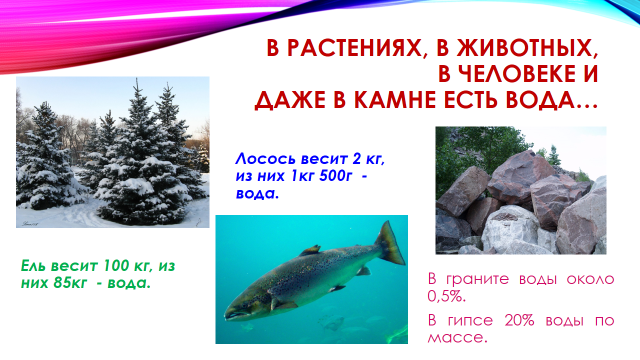 В РАСТЕНИЯХ, В ЖИВОТНЫХ,
В ЧЕЛОВЕКЕ И
ДАЖЕ В КАМНЕ ЕСТЬ ВОДА...
Лосось весит 2 кг,
из них 1кг 500г -
вода.
Ель весит 100 кг, из
них 85кг - вода.
В граните воды около
0,5%.
В гипсе 20% воды по
массе.